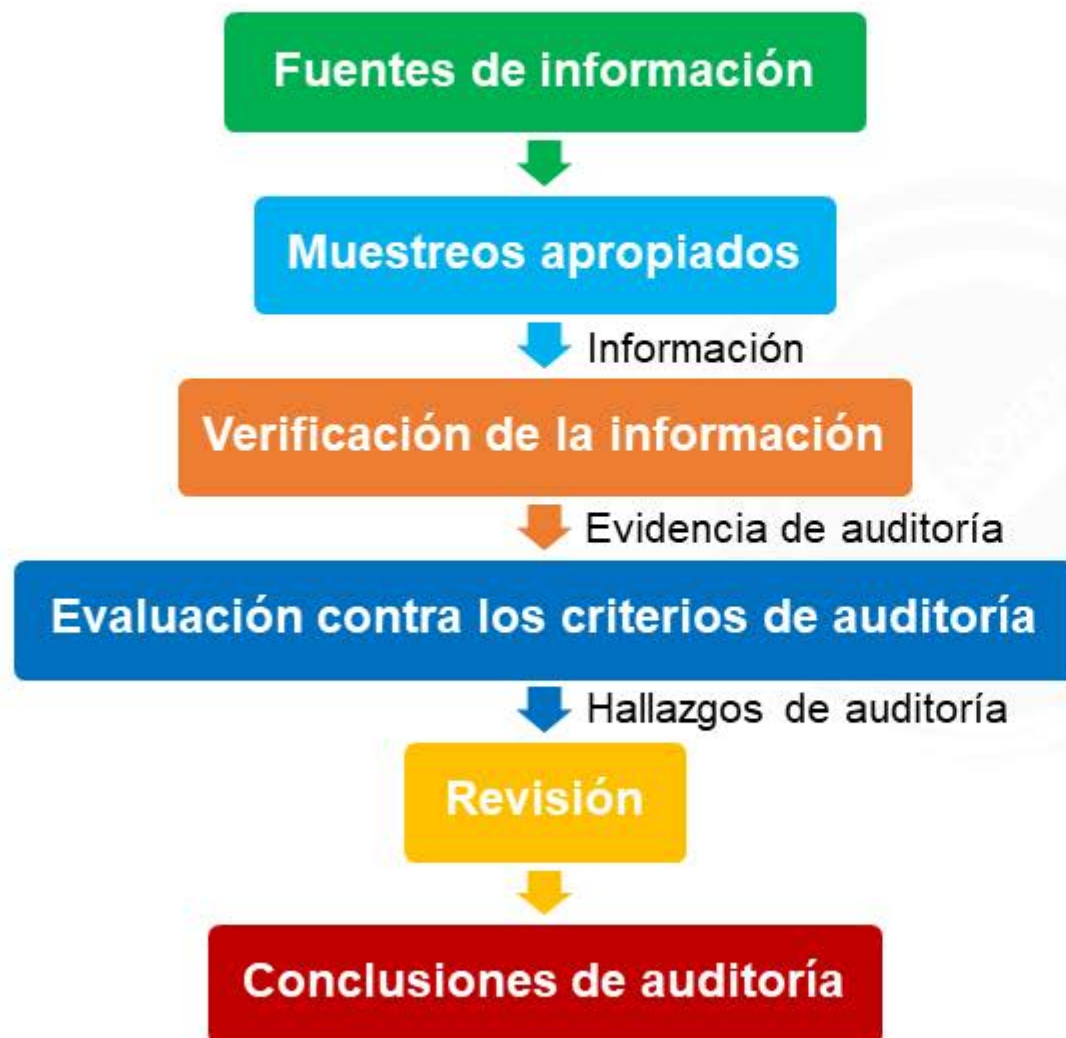 Fuentes de información
Muestreos apropiados
Información
Verificación de la información
Evidencia de auditoría
Evaluación contra los criterios de auditoría
Hallazgos de auditoría
Revisión
Conclusiones de auditoría